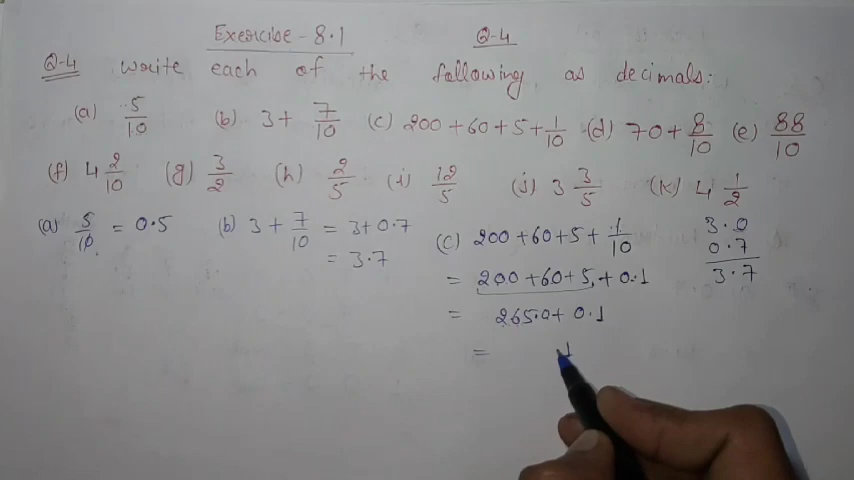 Exercise - 8.1 Q-4
Q-4 Write each of the following as decimals:
(a) 5/10 (b) 3 + 7/10 (c) 200 + 60 + 5 + 1/10 (d) 70 + 8/10 (e) 88/10
(f) 4 2/10 (g) 3/2 (h) 2/5 (i) 12/5 (j) 3 3/5 (k) 4 1/2
(a) 5/10 = 0.5 (b) 3 + 7/10 = 3 + 0.7
= 3.7
(c) 200 + 60 + 5 + 1/10
= 200 + 60 + 5 + 0.1
= 265.0 + 0.1
= 1
3.0
0.7
3.7